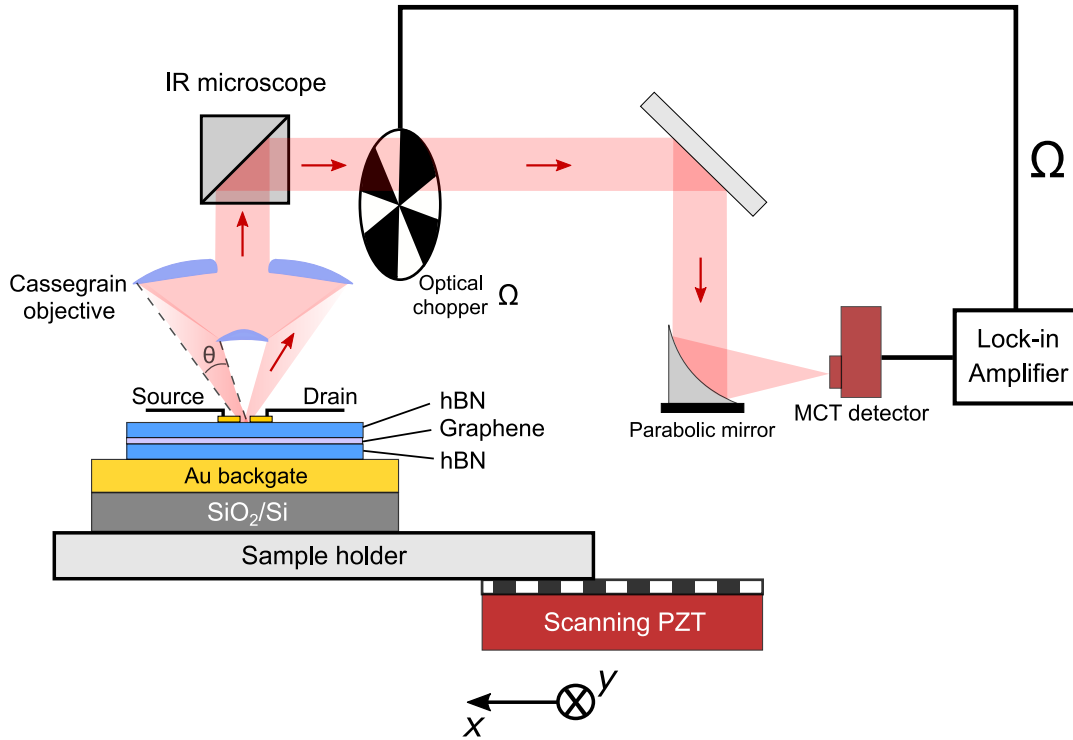 IR microscope
Ω
Cassegrain
objective
Optical
chopper Ω
θ
Source
Drain
hBN
Graphene
hBN
Au backgate
SiO₂/Si
Sample holder
Scanning PZT
Parabolic mirror
MCT detector
Lock-in
Amplifier
x
y